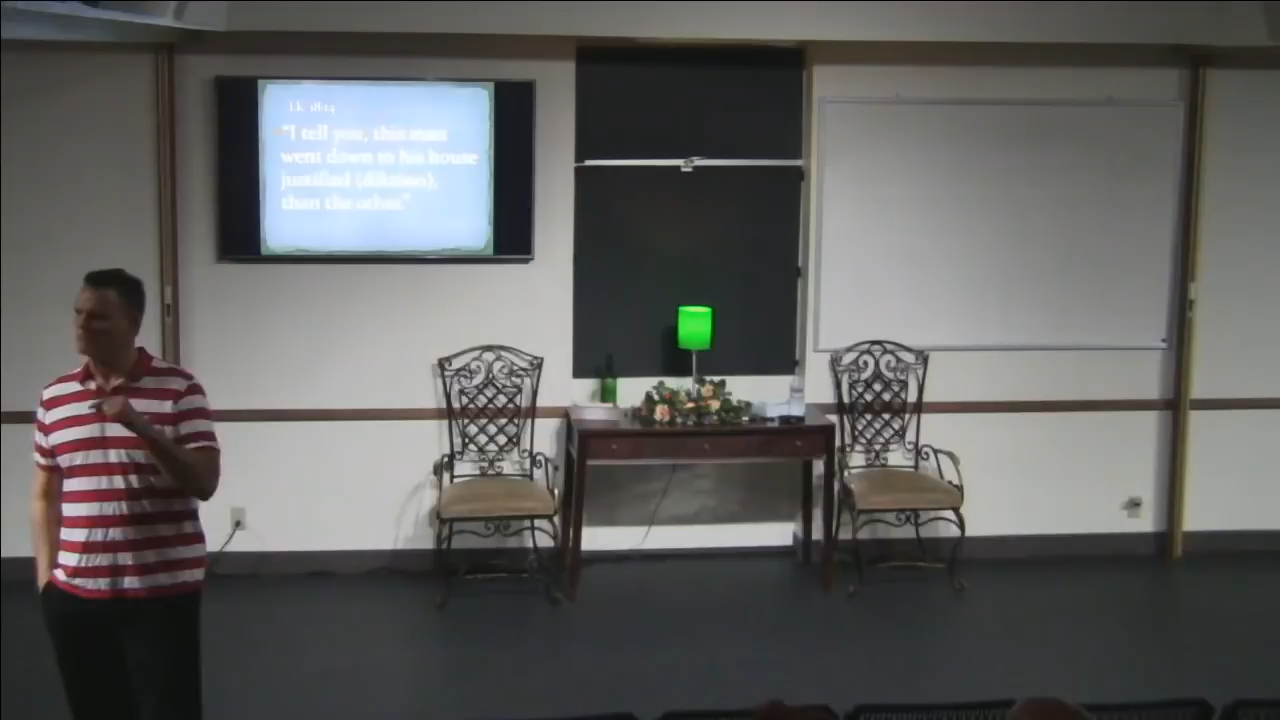 Lk. 18:14
"I tell you, this man
went down to his house
justified (dikaioo),
than the other."